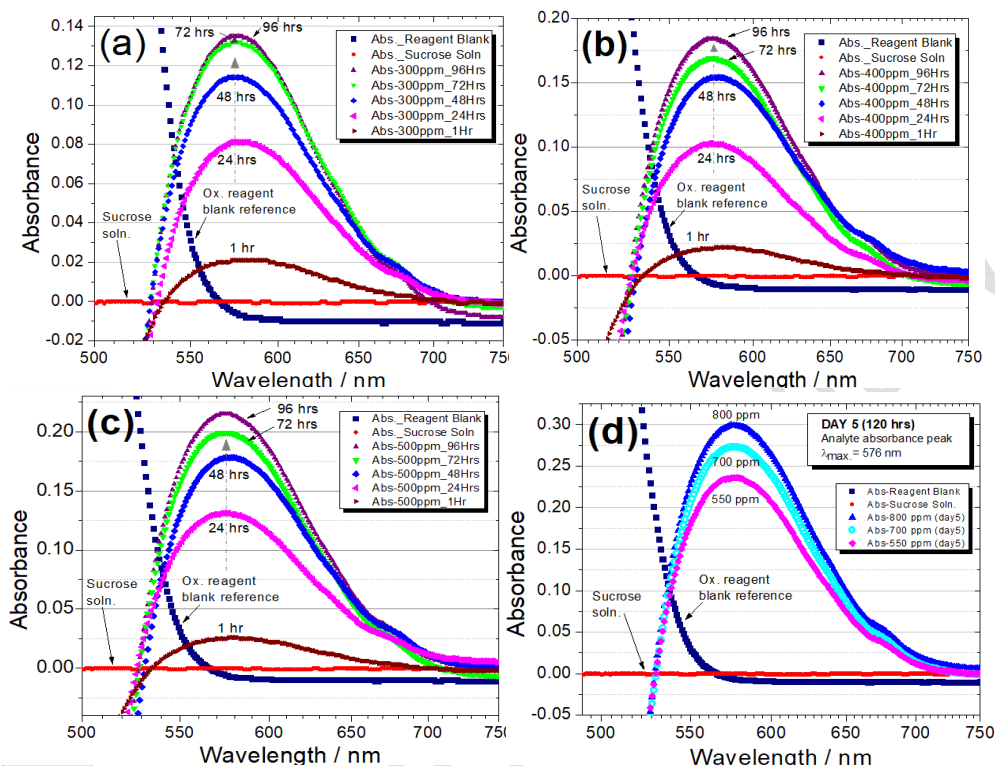 (a)
72 hrs
96 hrs
48 hrs
24 hrs
1 hr
Ox. reagent
blank reference
Sucrose
soln.
Abs._Reagent Blank
Abs._Sucrose Soln
Abs-300ppm_96Hrs
Abs-300ppm_72Hrs
Abs-300ppm_48Hrs
Abs-300ppm_24Hrs
Abs-300ppm_1Hr
Absorbance
0.14
0.12
0.10
0.08
0.06
0.04
0.02
0.00
-0.02
500
550
600
650
700
750
Wavelength / nm
(b)
96 hrs
72 hrs
48 hrs
24 hrs
1 hr
Ox. reagent
blank reference
Sucrose
soln.
Abs._Reagent Blank
Abs._Sucrose Soln
Abs-400ppm_96Hrs
Abs-400ppm_72Hrs
Abs-400ppm_48Hrs
Abs-400ppm_24Hrs
Abs-400ppm_1Hr
Absorbance
0.20
0.15
0.10
0.05
0.00
-0.05
500
550
600
650
700
750
Wavelength / nm
(c)
96 hrs
72 hrs
48 hrs
24 hrs
1 hr
Ox. reagent
blank reference
Sucrose
soln.
Abs._Reagent Blank
Abs._Sucrose Soln
Abs-500ppm_96Hrs
Abs-500ppm_72Hrs
Abs-500ppm_48Hrs
Abs-500ppm_24Hrs
Abs-500ppm_1Hr
Absorbance
0.20
0.15
0.10
0.05
0.00
500
550
600
650
700
750
Wavelength / nm
(d)
800 ppm
700 ppm
550 ppm
DAY 5 (120 hrs)
Analyte absorbance peak
λmax.= 576 nm
Ox. reagent
blank reference
Sucrose
soln.
Abs-Reagent Blank
Abs-Sucrose Soln.
Abs-800 ppm (day5)
Abs-700 ppm (day5)
Abs-550 ppm (day5)
Absorbance
0.30
0.25
0.20
0.15
0.10
0.05
0.00
-0.05
500
550
600
650
700
750
Wavelength / nm